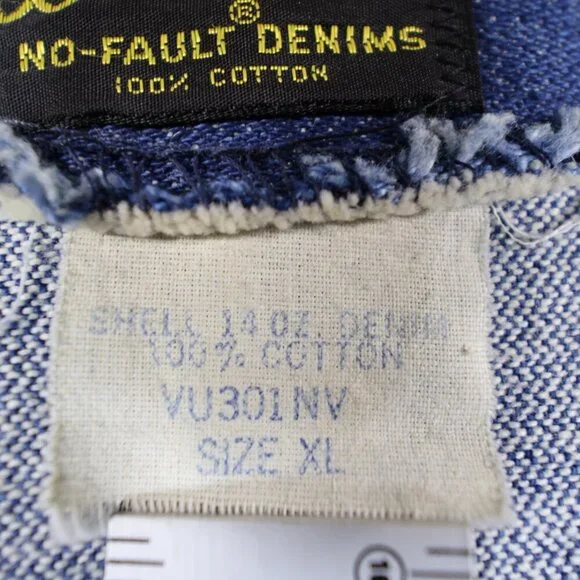 ®
NO-FAULT DENIMS
100% COTTON
SHELL 14 OZ. DENIM
100% COTTON
VU301NV
SIZE XL